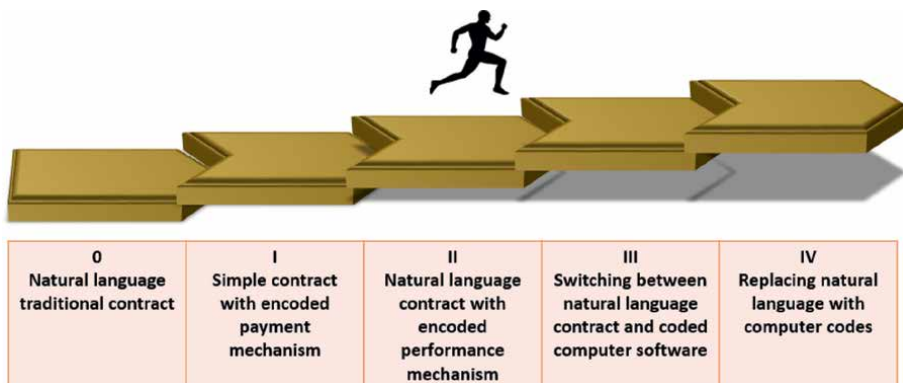 0
Natural language
traditional contract
I
Simple contract
with encoded
payment
mechanism
II
Natural language
contract with
encoded
performance
mechanism
III
Switching between
natural language
contract and coded
computer software
IV
Replacing natural
language with
computer codes